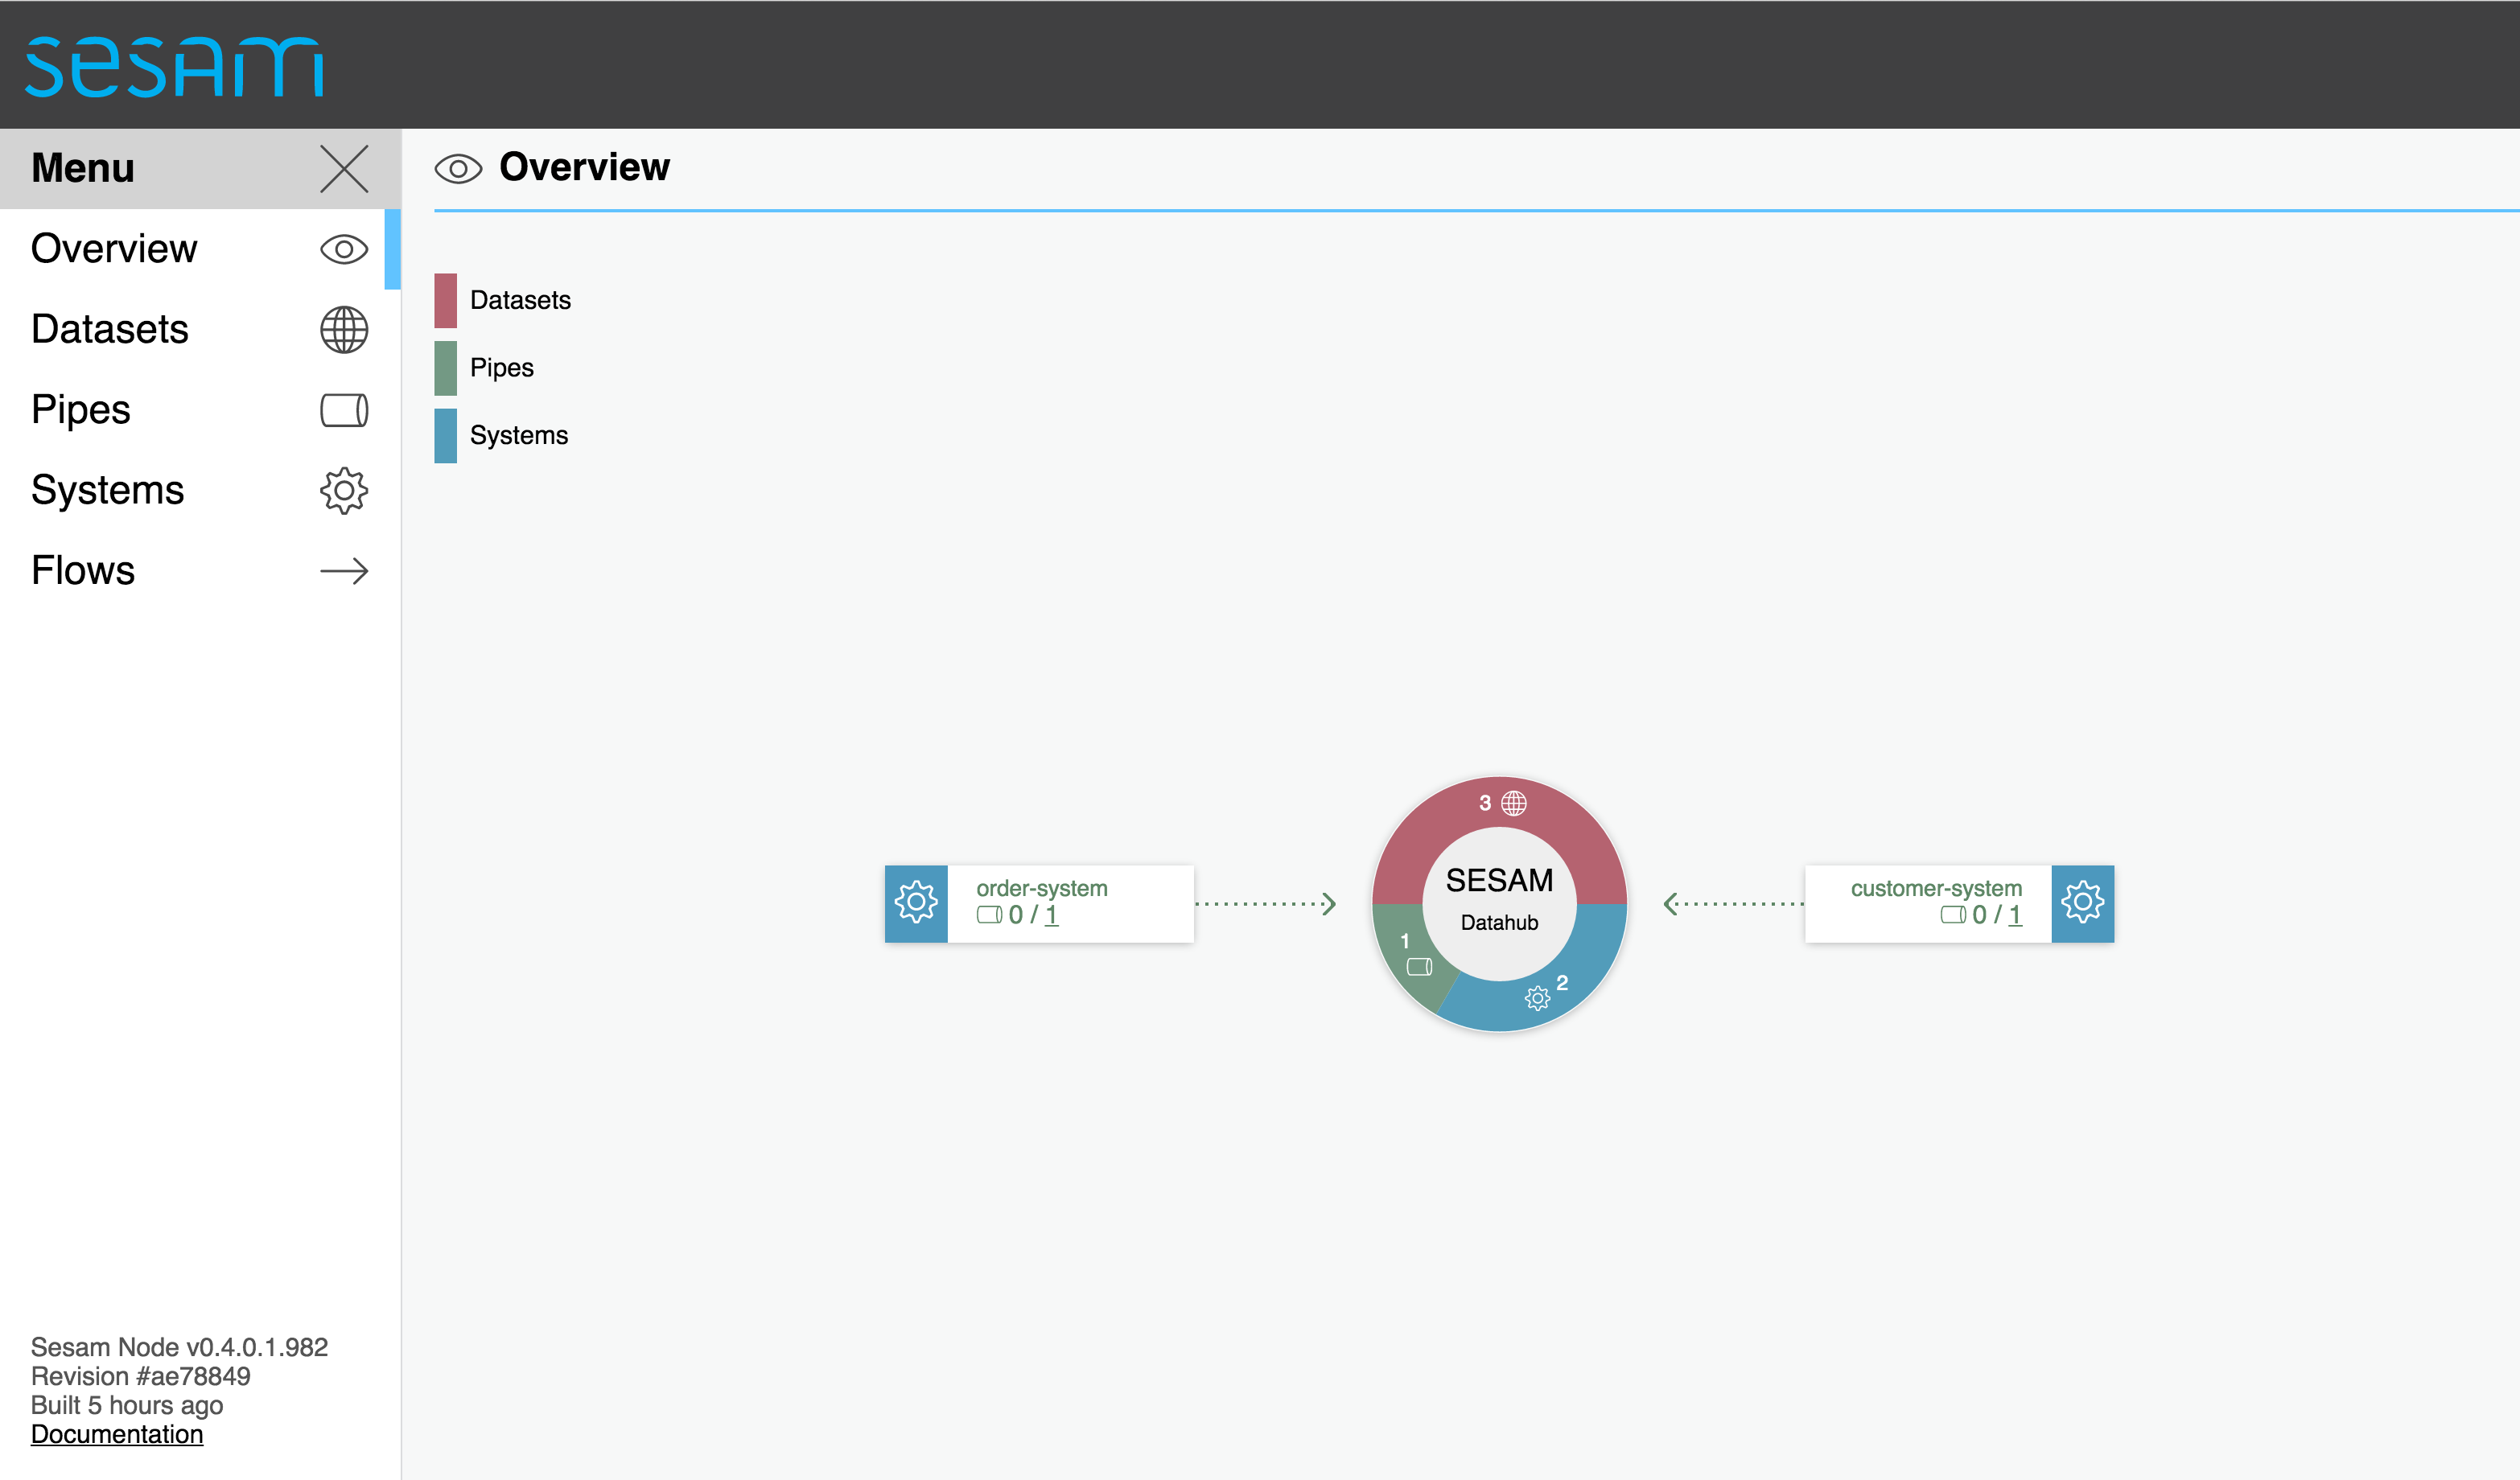 sesam
Menu
Overview
Datasets
Pipes
Systems
Flows
Sesam Node v0.4.0.1.982
Revision #ae78849
Built 5 hours ago
Documentation
Overview
Datasets
Pipes
Systems
order-system
0 / 1
3
SESAM
Datahub
1
2
customer-system
0 / 1